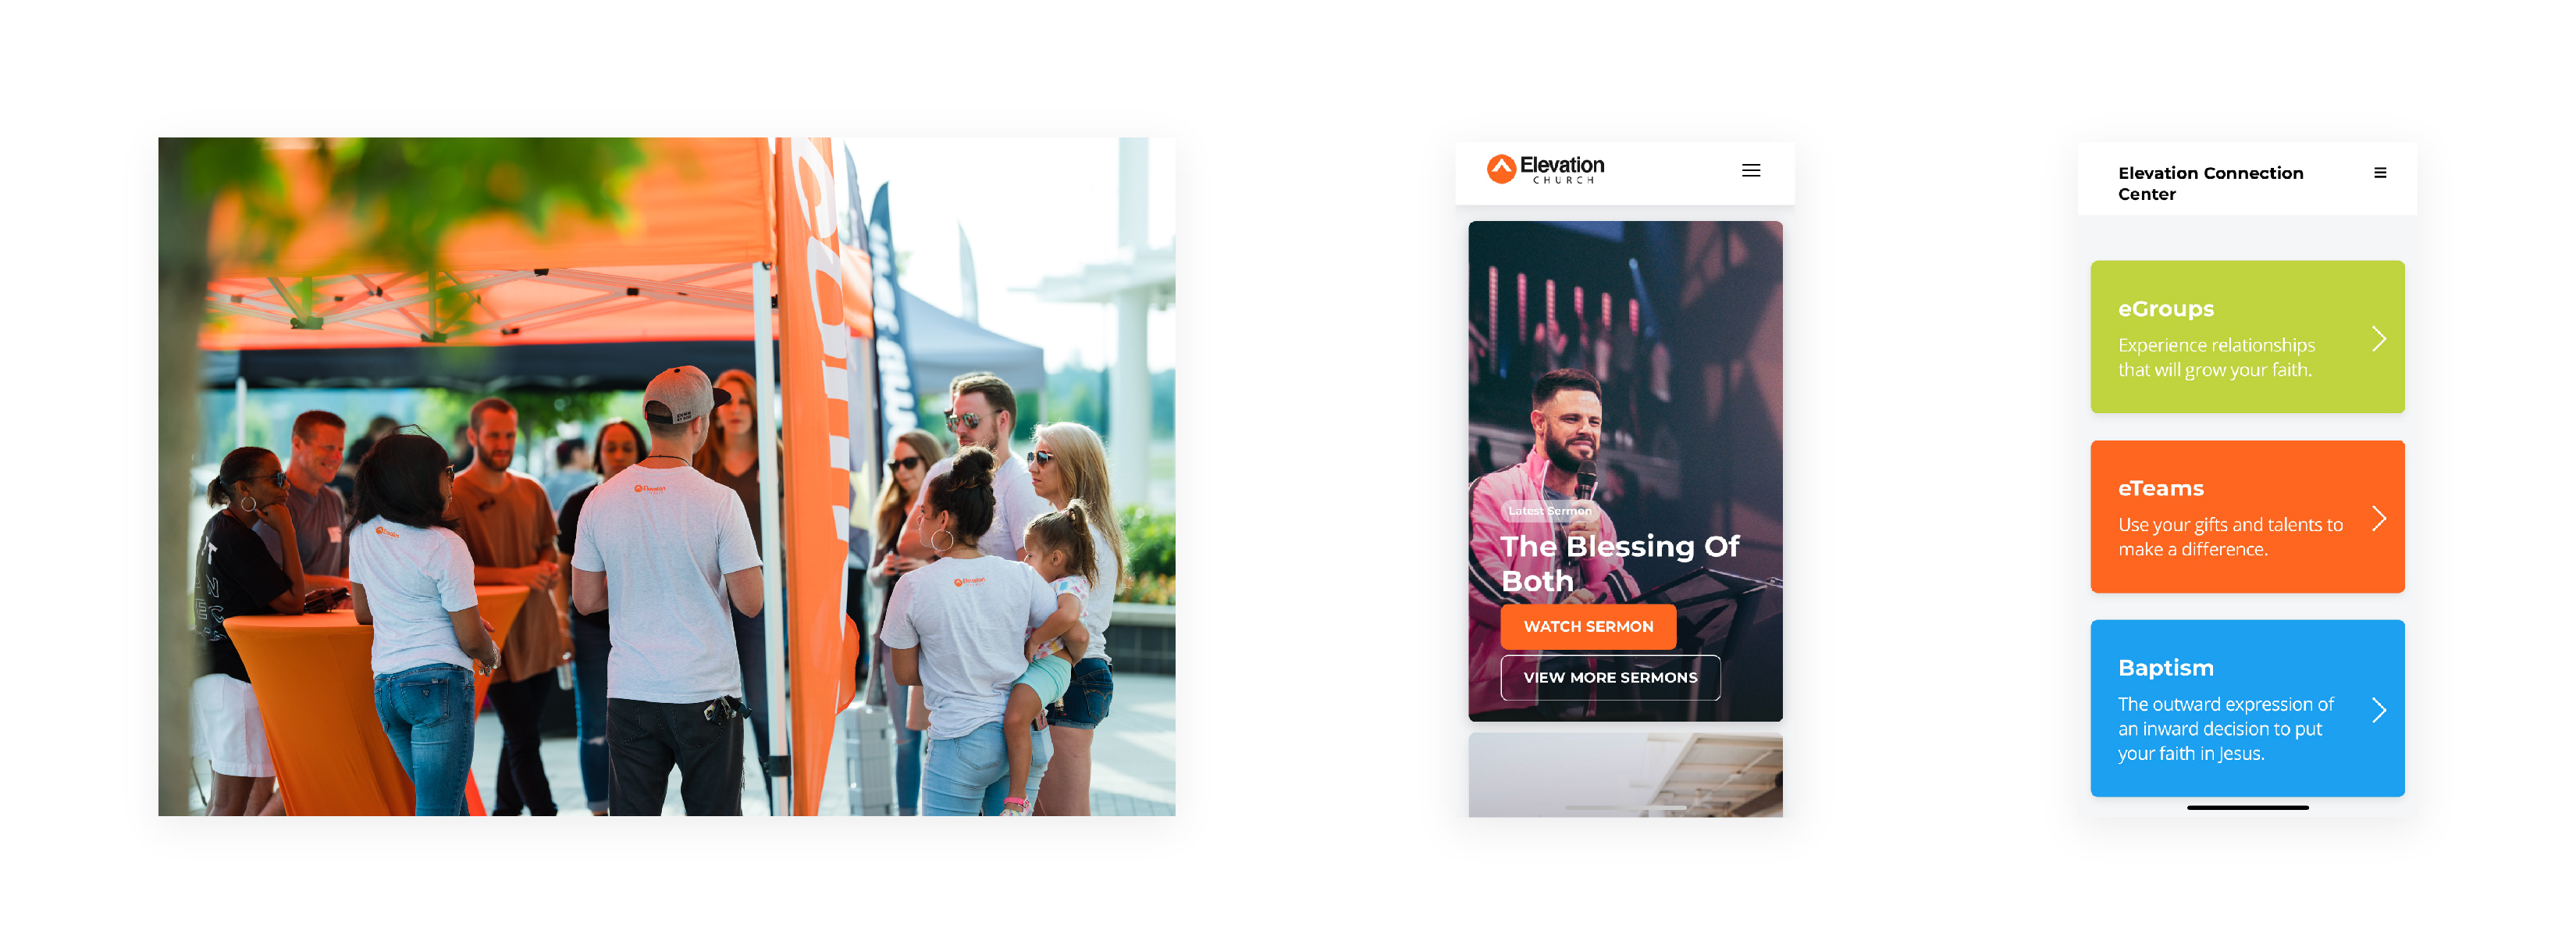 Elevation
CHURCH
Latest Sermon
The Blessing Of
Both
WATCH SERMON
VIEW MORE SERMONS
Elevation Connection
Center
eGroups
Experience relationships
that will grow your faith.
eTeams
Use your gifts and talents to
make a difference.
Baptism
The outward expression of
an inward decision to put
your faith in Jesus.